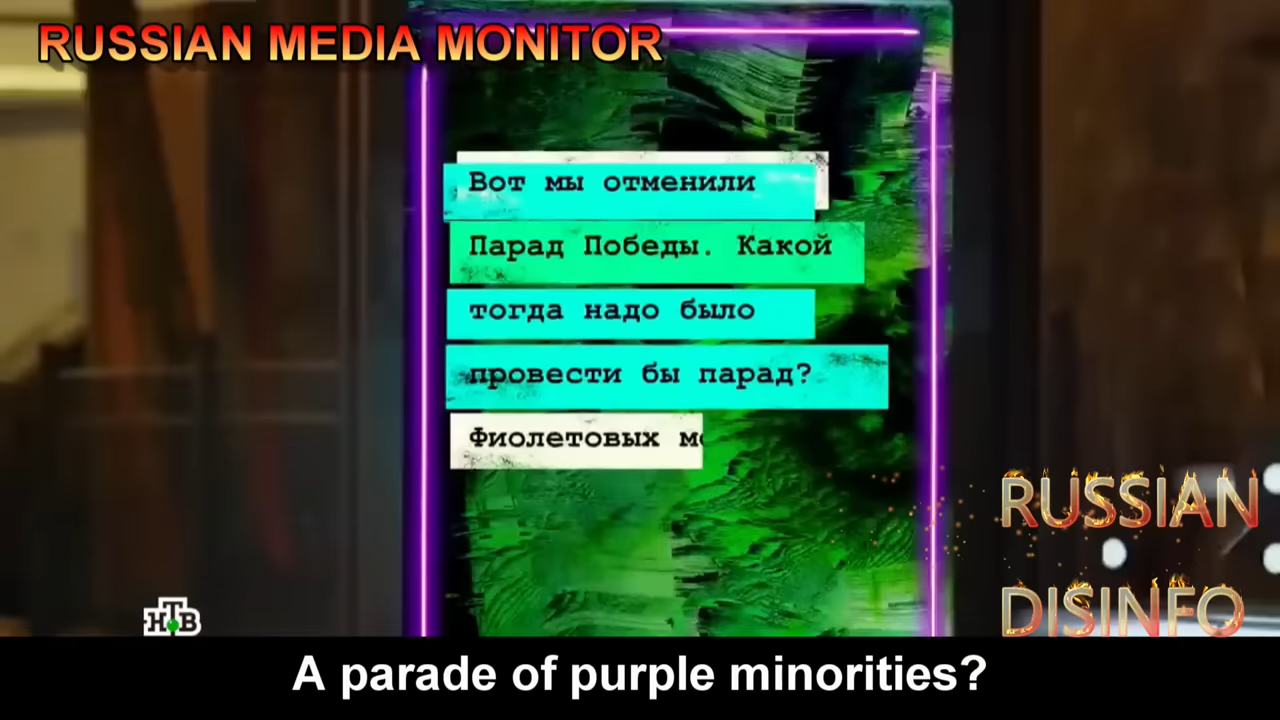 RUSSIAN MEDIA MONITOR
Вот мы отменили
Парад Победы. Какой
тогда надо было
провести бы парад?
Фиолетовых
RUSSIAN
DISINFO
НТВ
A parade of purple minorities?